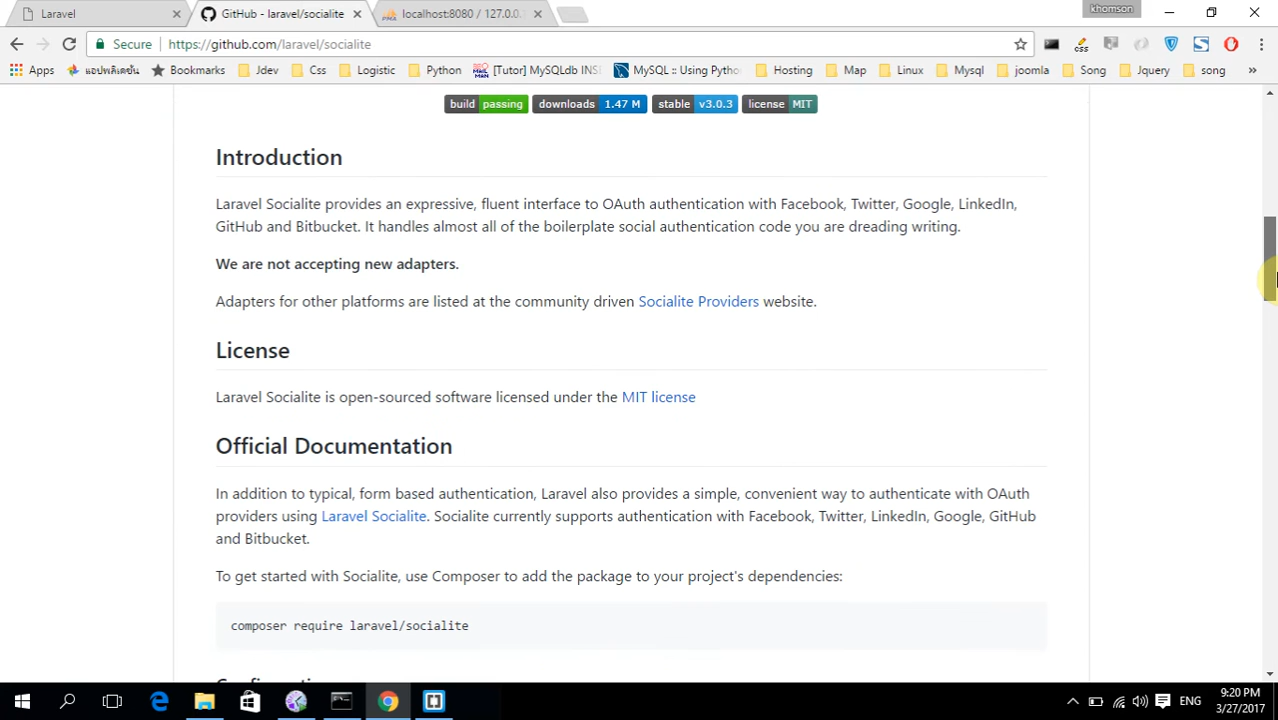 Laravel
GitHub - laravel/socialite
localhost:8080 / 127.0.0.
khomson
Secure
https://github.com/laravel/socialite
Apps
แอปพลิเคชัน
Bookmarks
Jdev
Css
Logistic
Python
[Tutor] MySQLdb INS
MySQL :: Using Pytho
Hosting
Map
Linux
Mysql
joomla
Song
Jquery
song
build passing
downloads 1.47 M
stable v3.0.3
license MIT
Introduction
Laravel Socialite provides an expressive, fluent interface to OAuth authentication with Facebook, Twitter, Google, LinkedIn,
GitHub and Bitbucket. It handles almost all of the boilerplate social authentication code you are dreading writing.
We are not accepting new adapters.
Adapters for other platforms are listed at the community driven Socialite Providers website.
License
Laravel Socialite is open-sourced software licensed under the MIT license
Official Documentation
In addition to typical, form based authentication, Laravel also provides a simple, convenient way to authenticate with OAuth
providers using Laravel Socialite. Socialite currently supports authentication with Facebook, Twitter, LinkedIn, Google, GitHub
and Bitbucket.
To get started with Socialite, use Composer to add the package to your project's dependencies:
composer require laravel/socialite
ENG
9:20 PM
3/27/2017